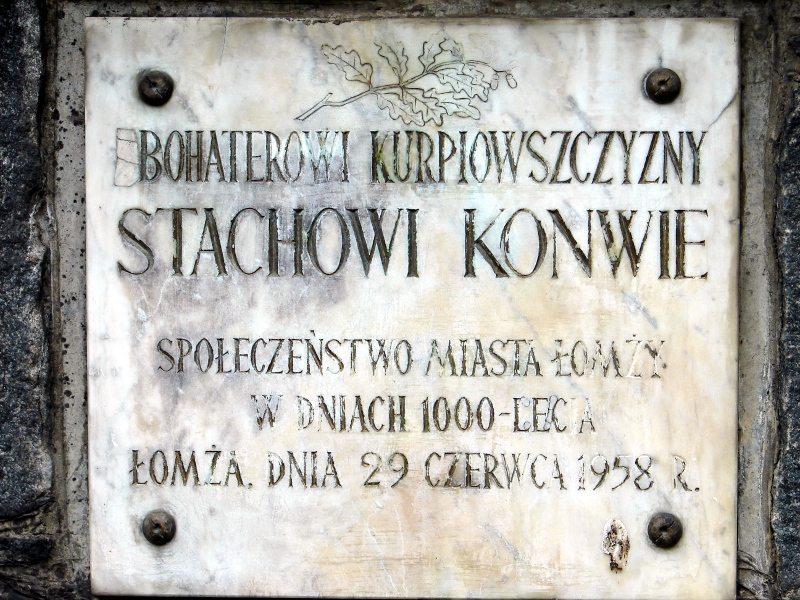 BOHATEROWI KURPIOWSZCZYZNY
STACHOWI KONWIE
SPOŁECZEŃSTWO MIASTA ŁOMŻY
W DNIACH 1000-LECIA
ŁOMŻA, DNIA 29 CZERWCA 1958 R.